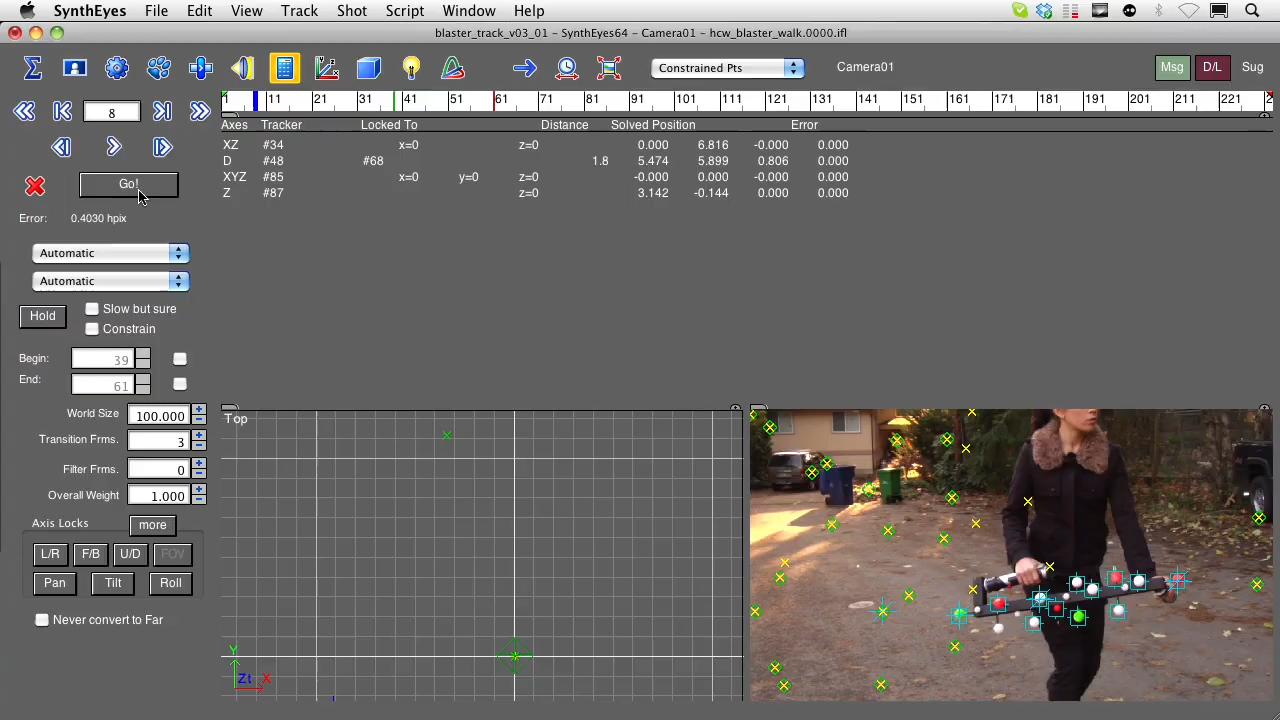 SynthEyes File Edit View Track Shot Script Window Help
blaster_track_v03_01 – SynthEyes64 – Camera01 – hcw_blaster_walk.0000.ifl
Constrained Pts Camera01 Msg D/L Sug
8
1 11 21 31 41 51 61 71 81 91 101 111 121 131 141 151 161 171 181 191 201 211 221 2
Axes Tracker Locked To Distance Solved Position Error
XZ #34 x=0 z=0 0.000 6.816 -0.000 0.000
D #48 #68 1.8 5.474 5.899 0.806 0.000
XYZ #85 x=0 y=0 z=0 -0.000 0.000 -0.000 0.000
Z #87 z=0 3.142 -0.144 0.000 0.000
Go!
Error: 0.4030 hpix
Automatic
Automatic
Hold
Slow but sure
Constrain
Begin: 39
End: 61
World Size 100.000
Transition Frms. 3
Filter Frms. 0
Overall Weight 1.000
Axis Locks more
L/R F/B U/D FOV
Pan Tilt Roll
Never convert to Far
Top
Y
Zt X